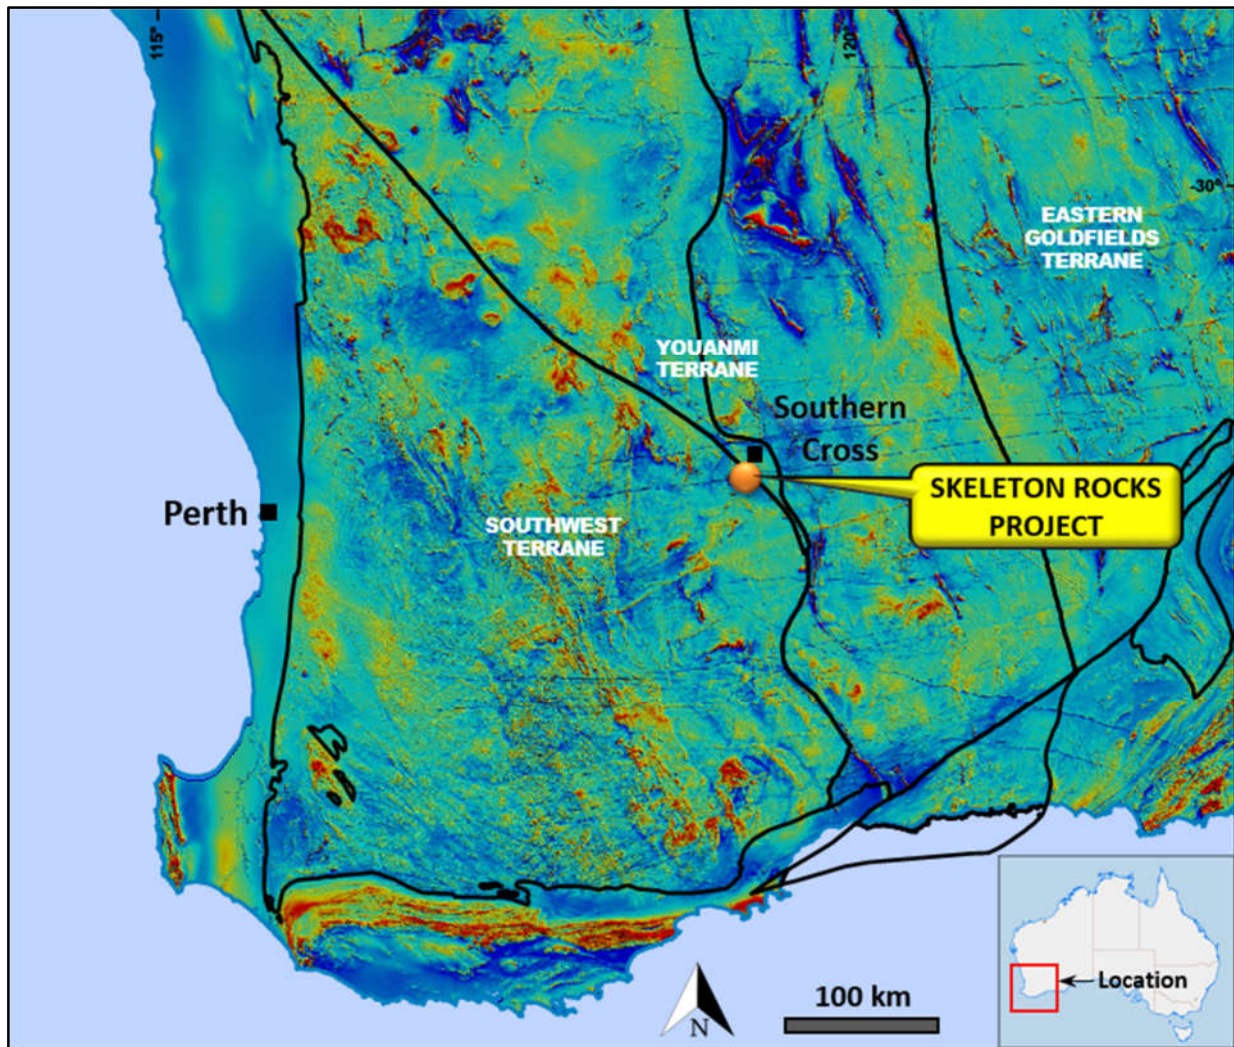 115°
120°
-30°
EASTERN
GOLDFIELDS
TERRANE
YOUANMI
TERRANE
Southern
Cross
SKELETON ROCKS
PROJECT
Perth
SOUTHWEST
TERRANE
N
100 km
Location